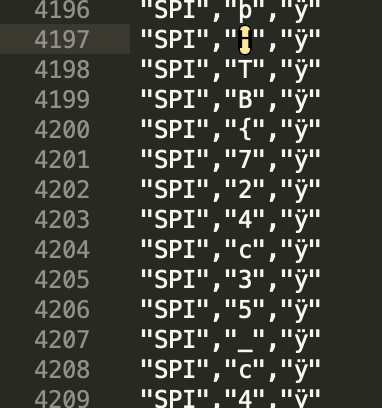 4196 "SPI","þ","ÿ"
4197 "SPI","","ÿ"
4198 "SPI","T","ÿ"
4199 "SPI","B","ÿ"
4200 "SPI","{","ÿ"
4201 "SPI","7","ÿ"
4202 "SPI","2","ÿ"
4203 "SPI","4","ÿ"
4204 "SPI","c","ÿ"
4205 "SPI","3","ÿ"
4206 "SPI","5","ÿ"
4207 "SPI","_","ÿ"
4208 "SPI","c","ÿ"
4209 "SPI","4","ÿ"